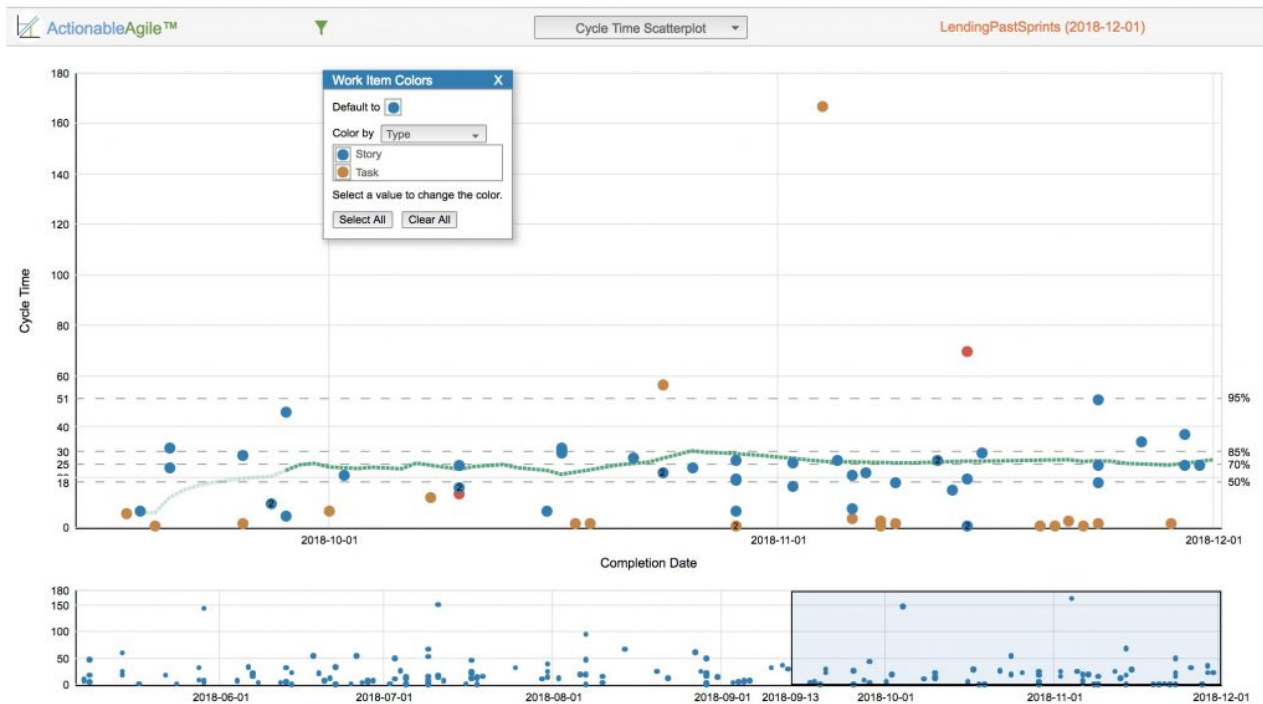 ActionableAgile™
Cycle Time Scatterplot
LendingPastSprints (2018-12-01)
Work Item Colors X
Default to
Color by Type
Story
Task
Select a value to change the color.
Select All Clear All
Cycle Time
180
160
140
120
100
80
60
51
40
30
25
18
0
95%
85%
70%
50%
2 2 2 2 2 2 2
2018-10-01 2018-11-01 2018-12-01
Completion Date
180
150
100
50
0
2018-06-01 2018-07-01 2018-08-01 2018-09-01 2018-09-13 2018-10-01 2018-11-01 2018-12-01